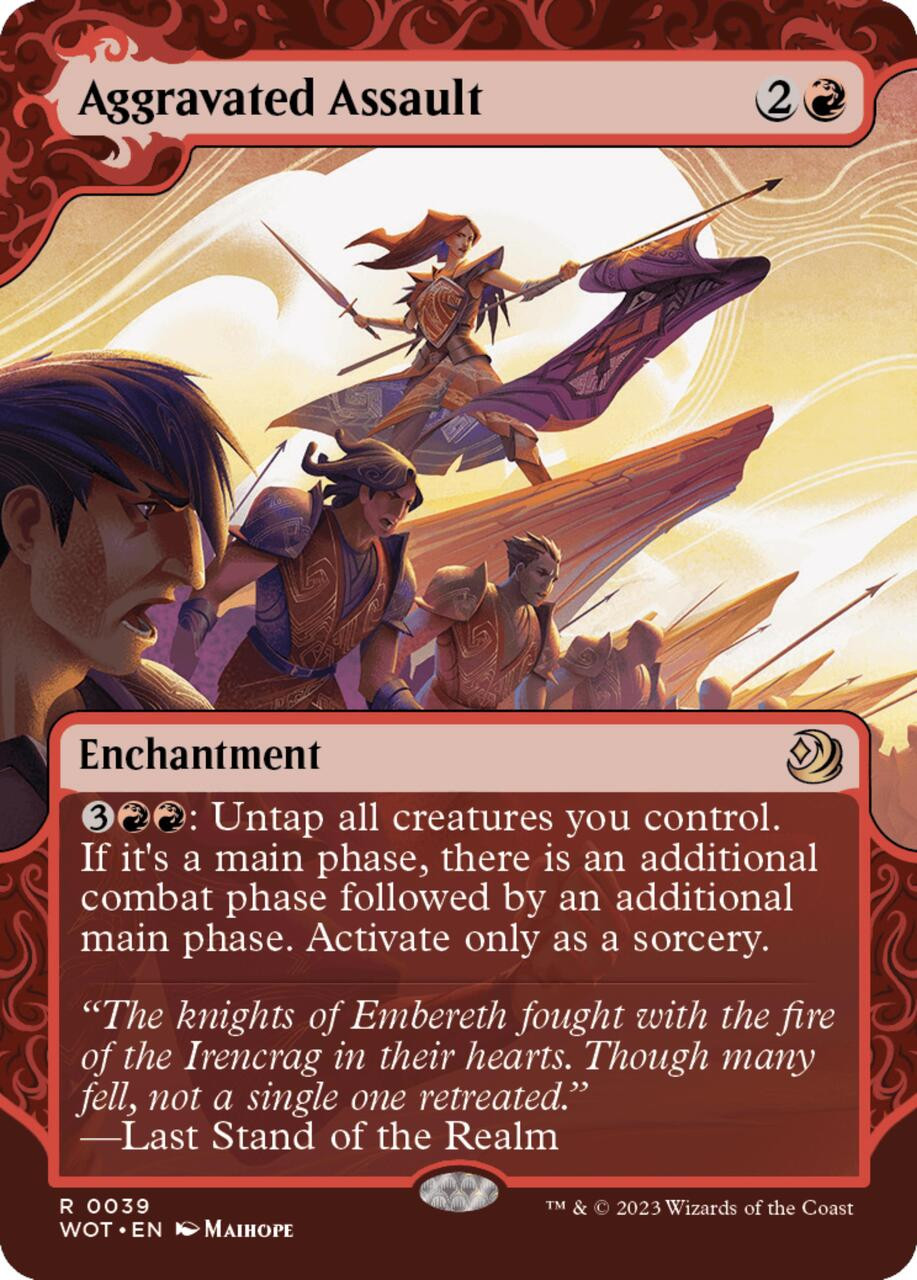 Aggravated Assault 2
Enchantment
3: Untap all creatures you control.
If it's a main phase, there is an additional
combat phase followed by an additional
main phase. Activate only as a sorcery.
“The knights of Embereth fought with the fire
of the Irencrag in their hearts. Though many
fell, not a single one retreated.”
—Last Stand of the Realm
R 0039
WOT • EN MAIHOPE
™ & © 2023 Wizards of the Coast